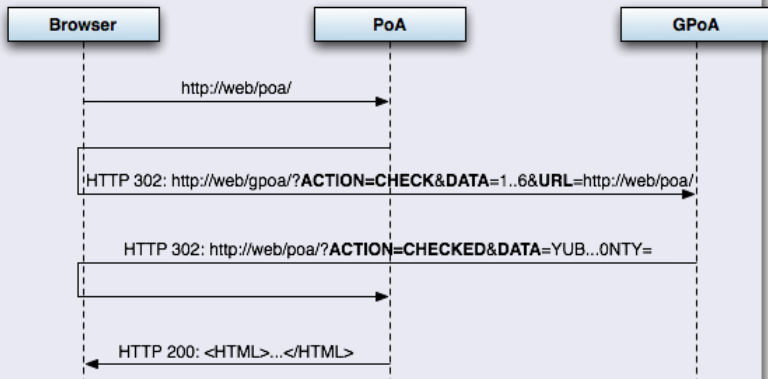 Browser PoA GPoA
http://web/poa/
HTTP 302: http://web/gpoa/?ACTION=CHECK&DATA=1..6&URL=http://web/poa/
HTTP 302: http://web/poa/?ACTION=CHECKED&DATA=YUB...0NTY=
HTTP 200: <HTML>...</HTML>